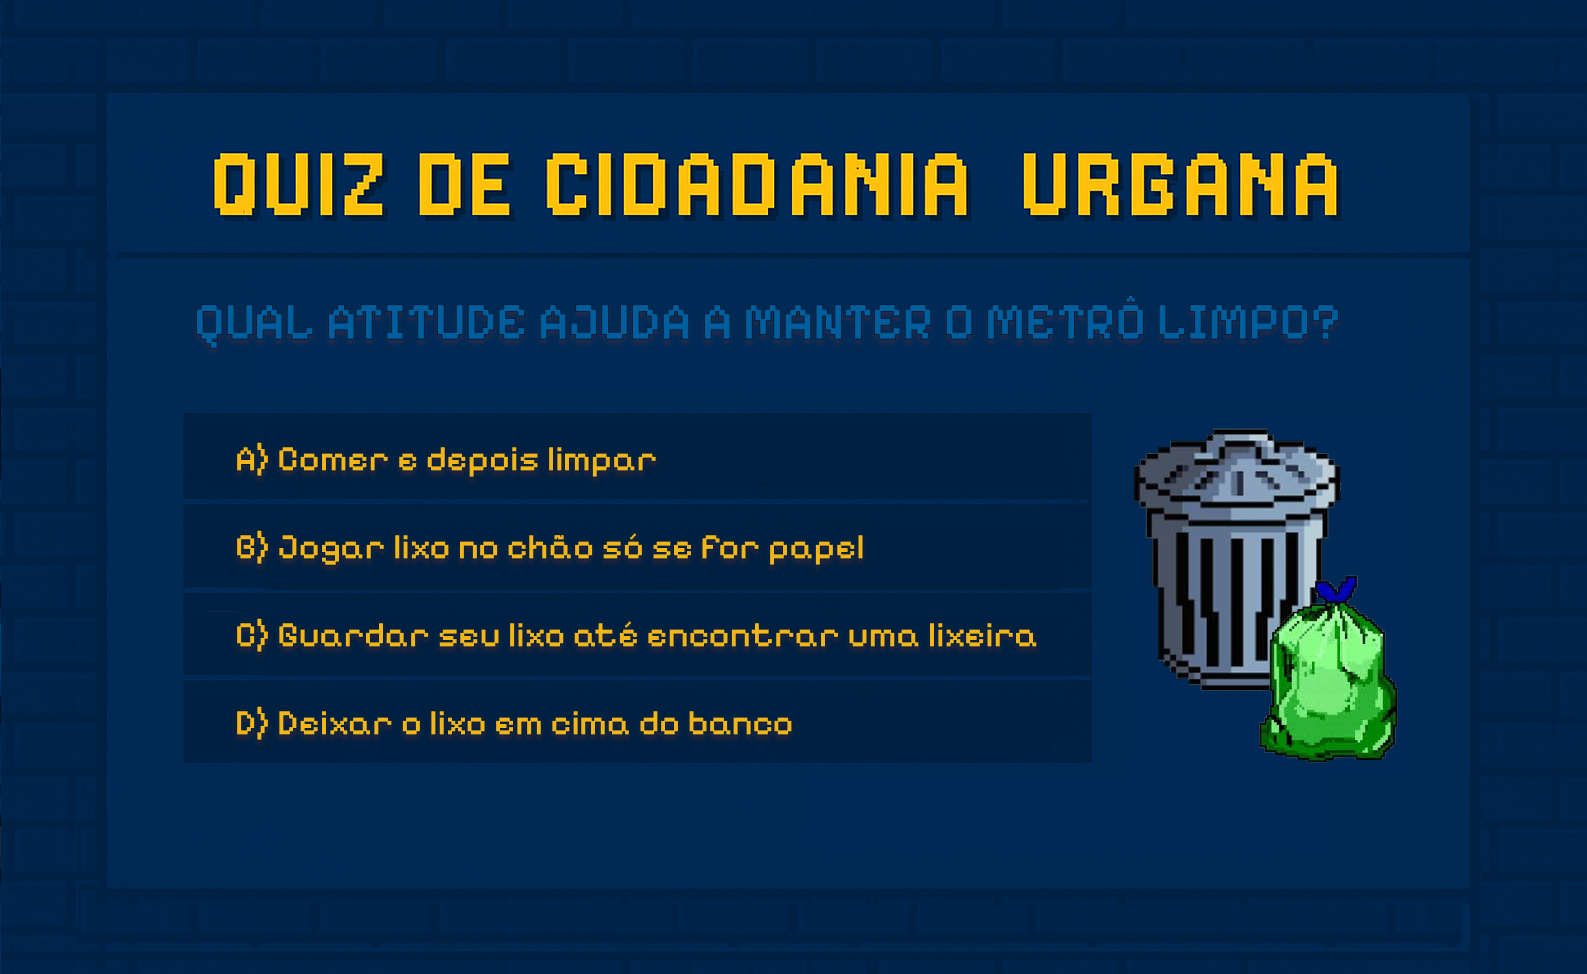 QUIZ DE CIDADANIA URBANA
QUAL ATITUDE AJUDA A MANTER O METRÔ LIMPO?
A) Comer e depois limpar
B) Jogar lixo no chão só se for papel
C) Guardar seu lixo até encontrar uma lixeira
D) Deixar o lixo em cima do banco